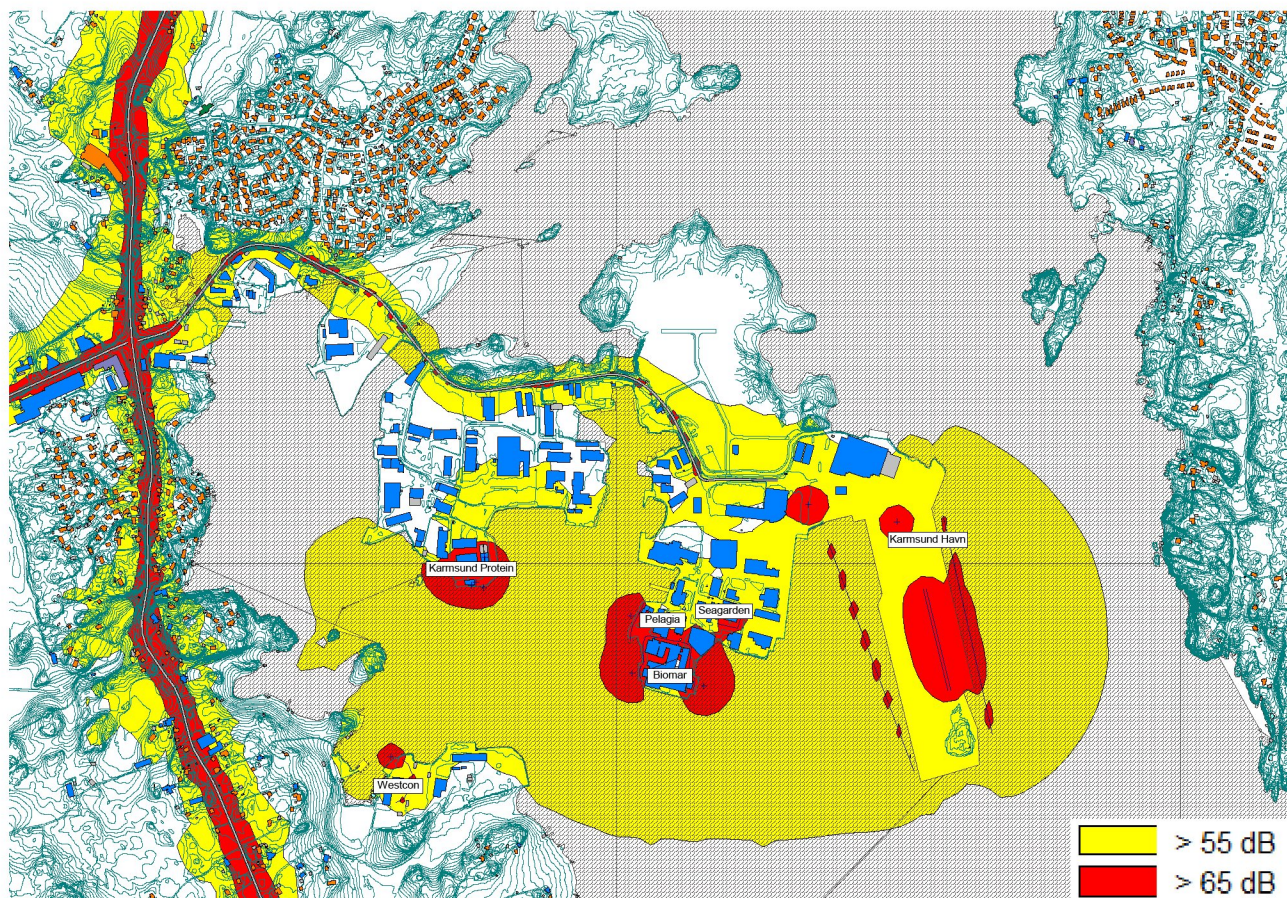 Karmsund Havn
Karmsund Protein
Seagarden
Pelagia
Biomar
Westcon
> 55 dB
> 65 dB